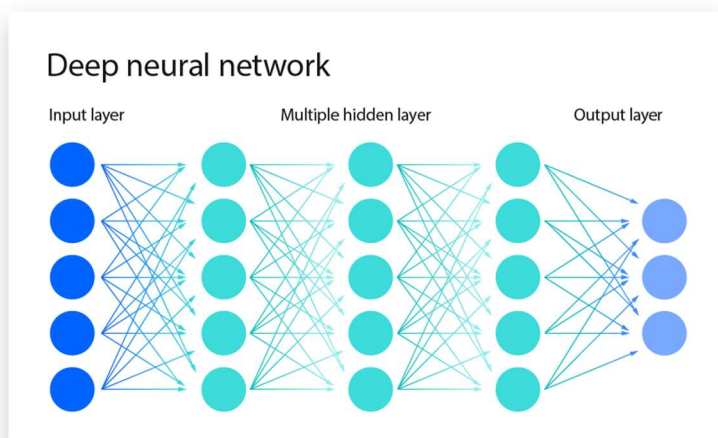 Deep neural network
Input layer
Multiple hidden layer
Output layer